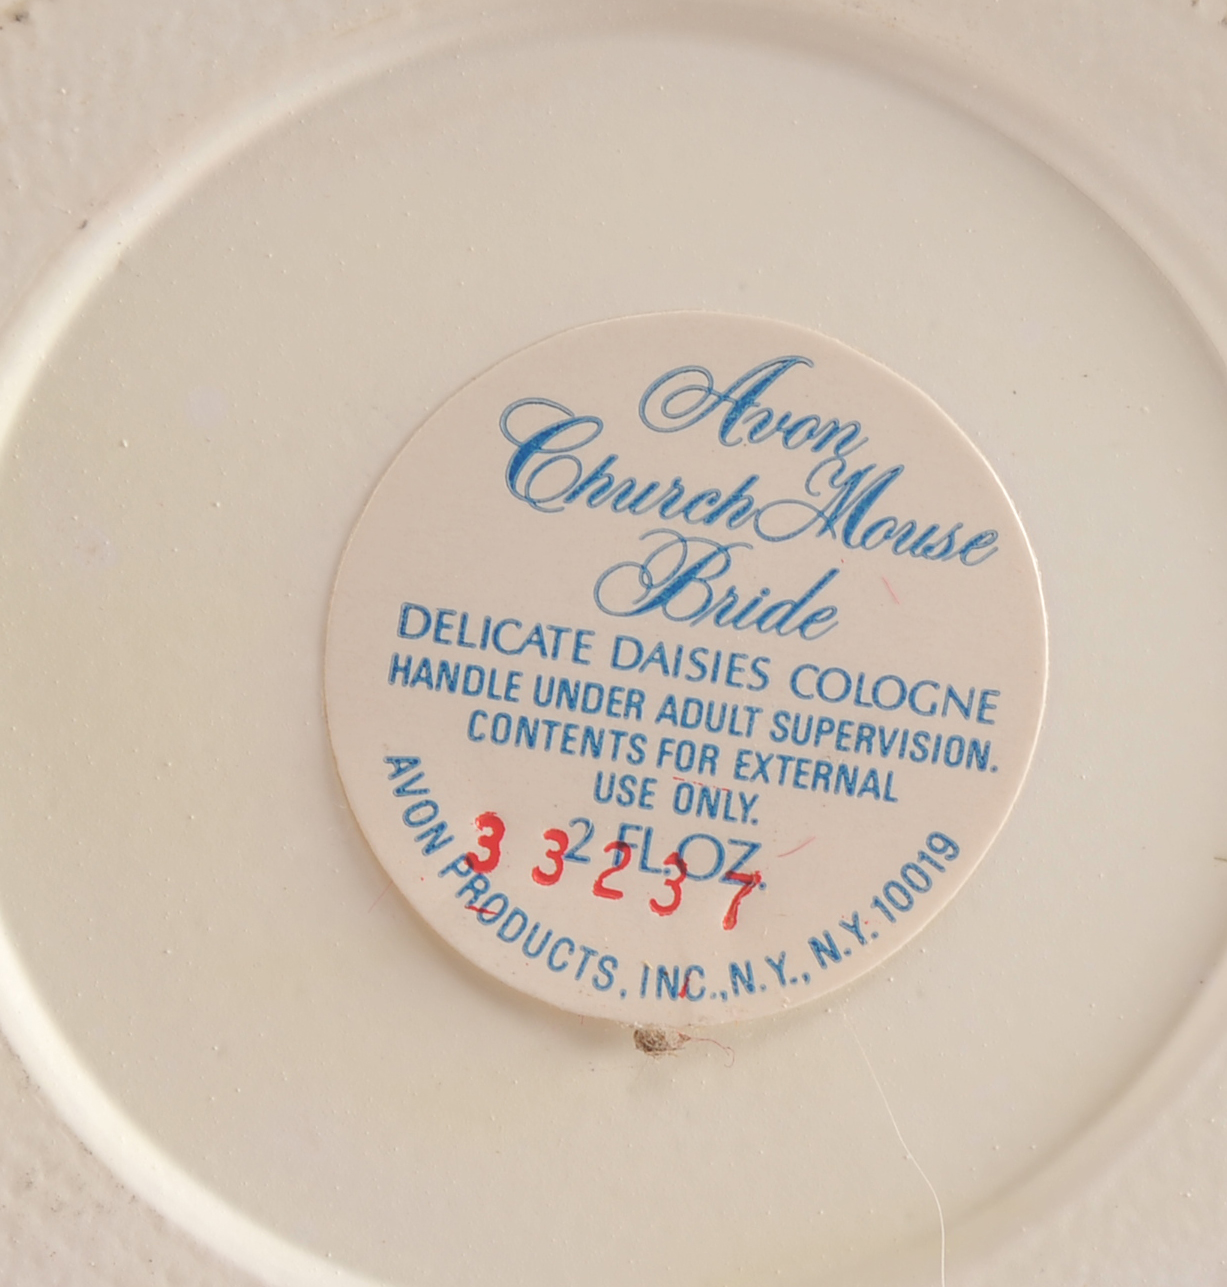 Avon
Church Mouse
Bride
DELICATE DAISIES COLOGNE
HANDLE UNDER ADULT SUPERVISION.
CONTENTS FOR EXTERNAL
USE ONLY.
2 FL. OZ.
33237
AVON PRODUCTS, INC., N.Y., N.Y. 10019